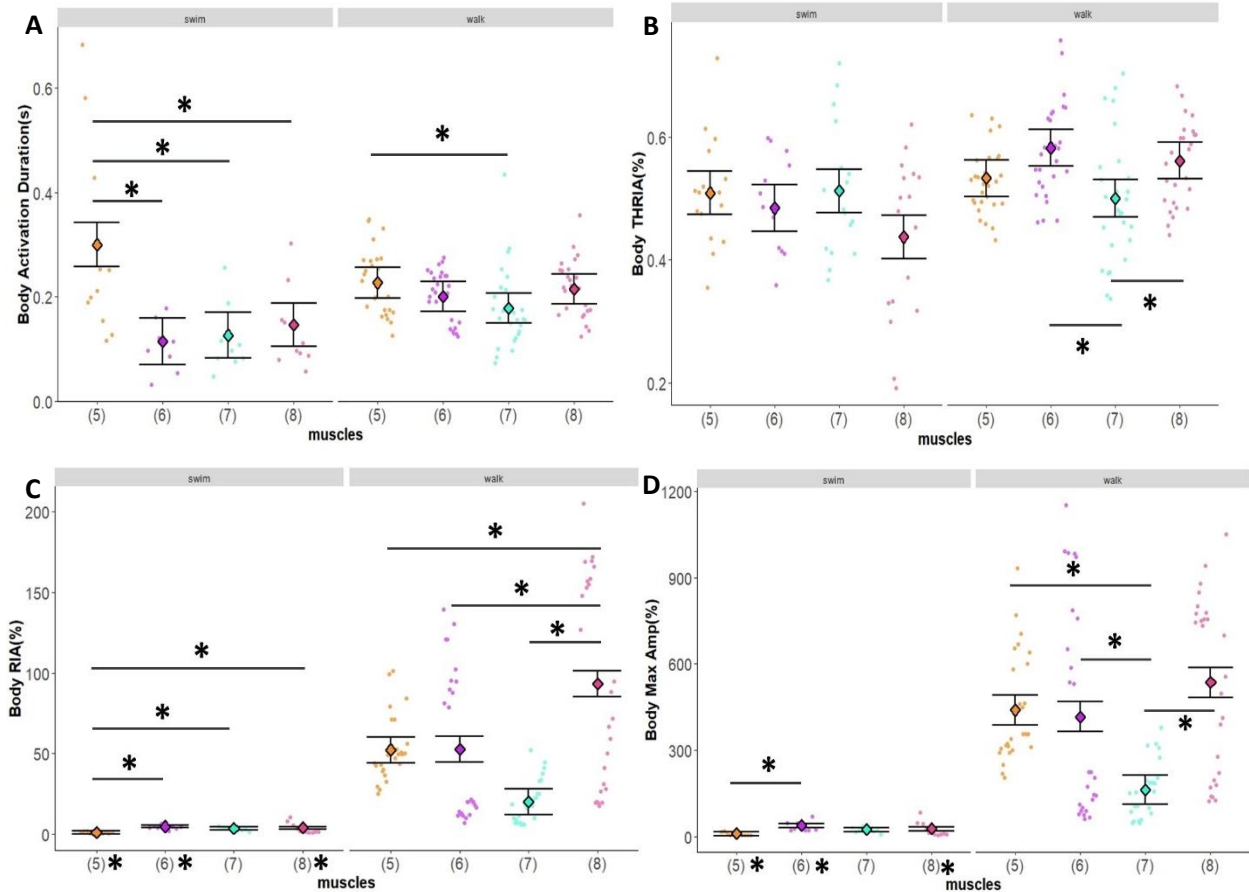 A
swim
walk
Body Activation Duration(s)
0.6
0.4
0.2
0.0
*
*
*
*
(5) (6) (7) (8)
(5) (6) (7) (8)
muscles
B
swim
walk
Body THRIA(%)
0.6
0.4
0.2
*
*
(5) (6) (7) (8)
(5) (6) (7) (8)
muscles
C
swim
walk
Body RIA(%)
200
150
100
50
0
*
*
*
*
*
*
(5)* (6)* (7) (8)*
(5) (6) (7) (8)
muscles
D
swim
walk
Body Max Amp(%)
1200
900
600
300
0
*
*
*
*
(5)* (6)* (7) (8)*
(5) (6) (7) (8)
muscles